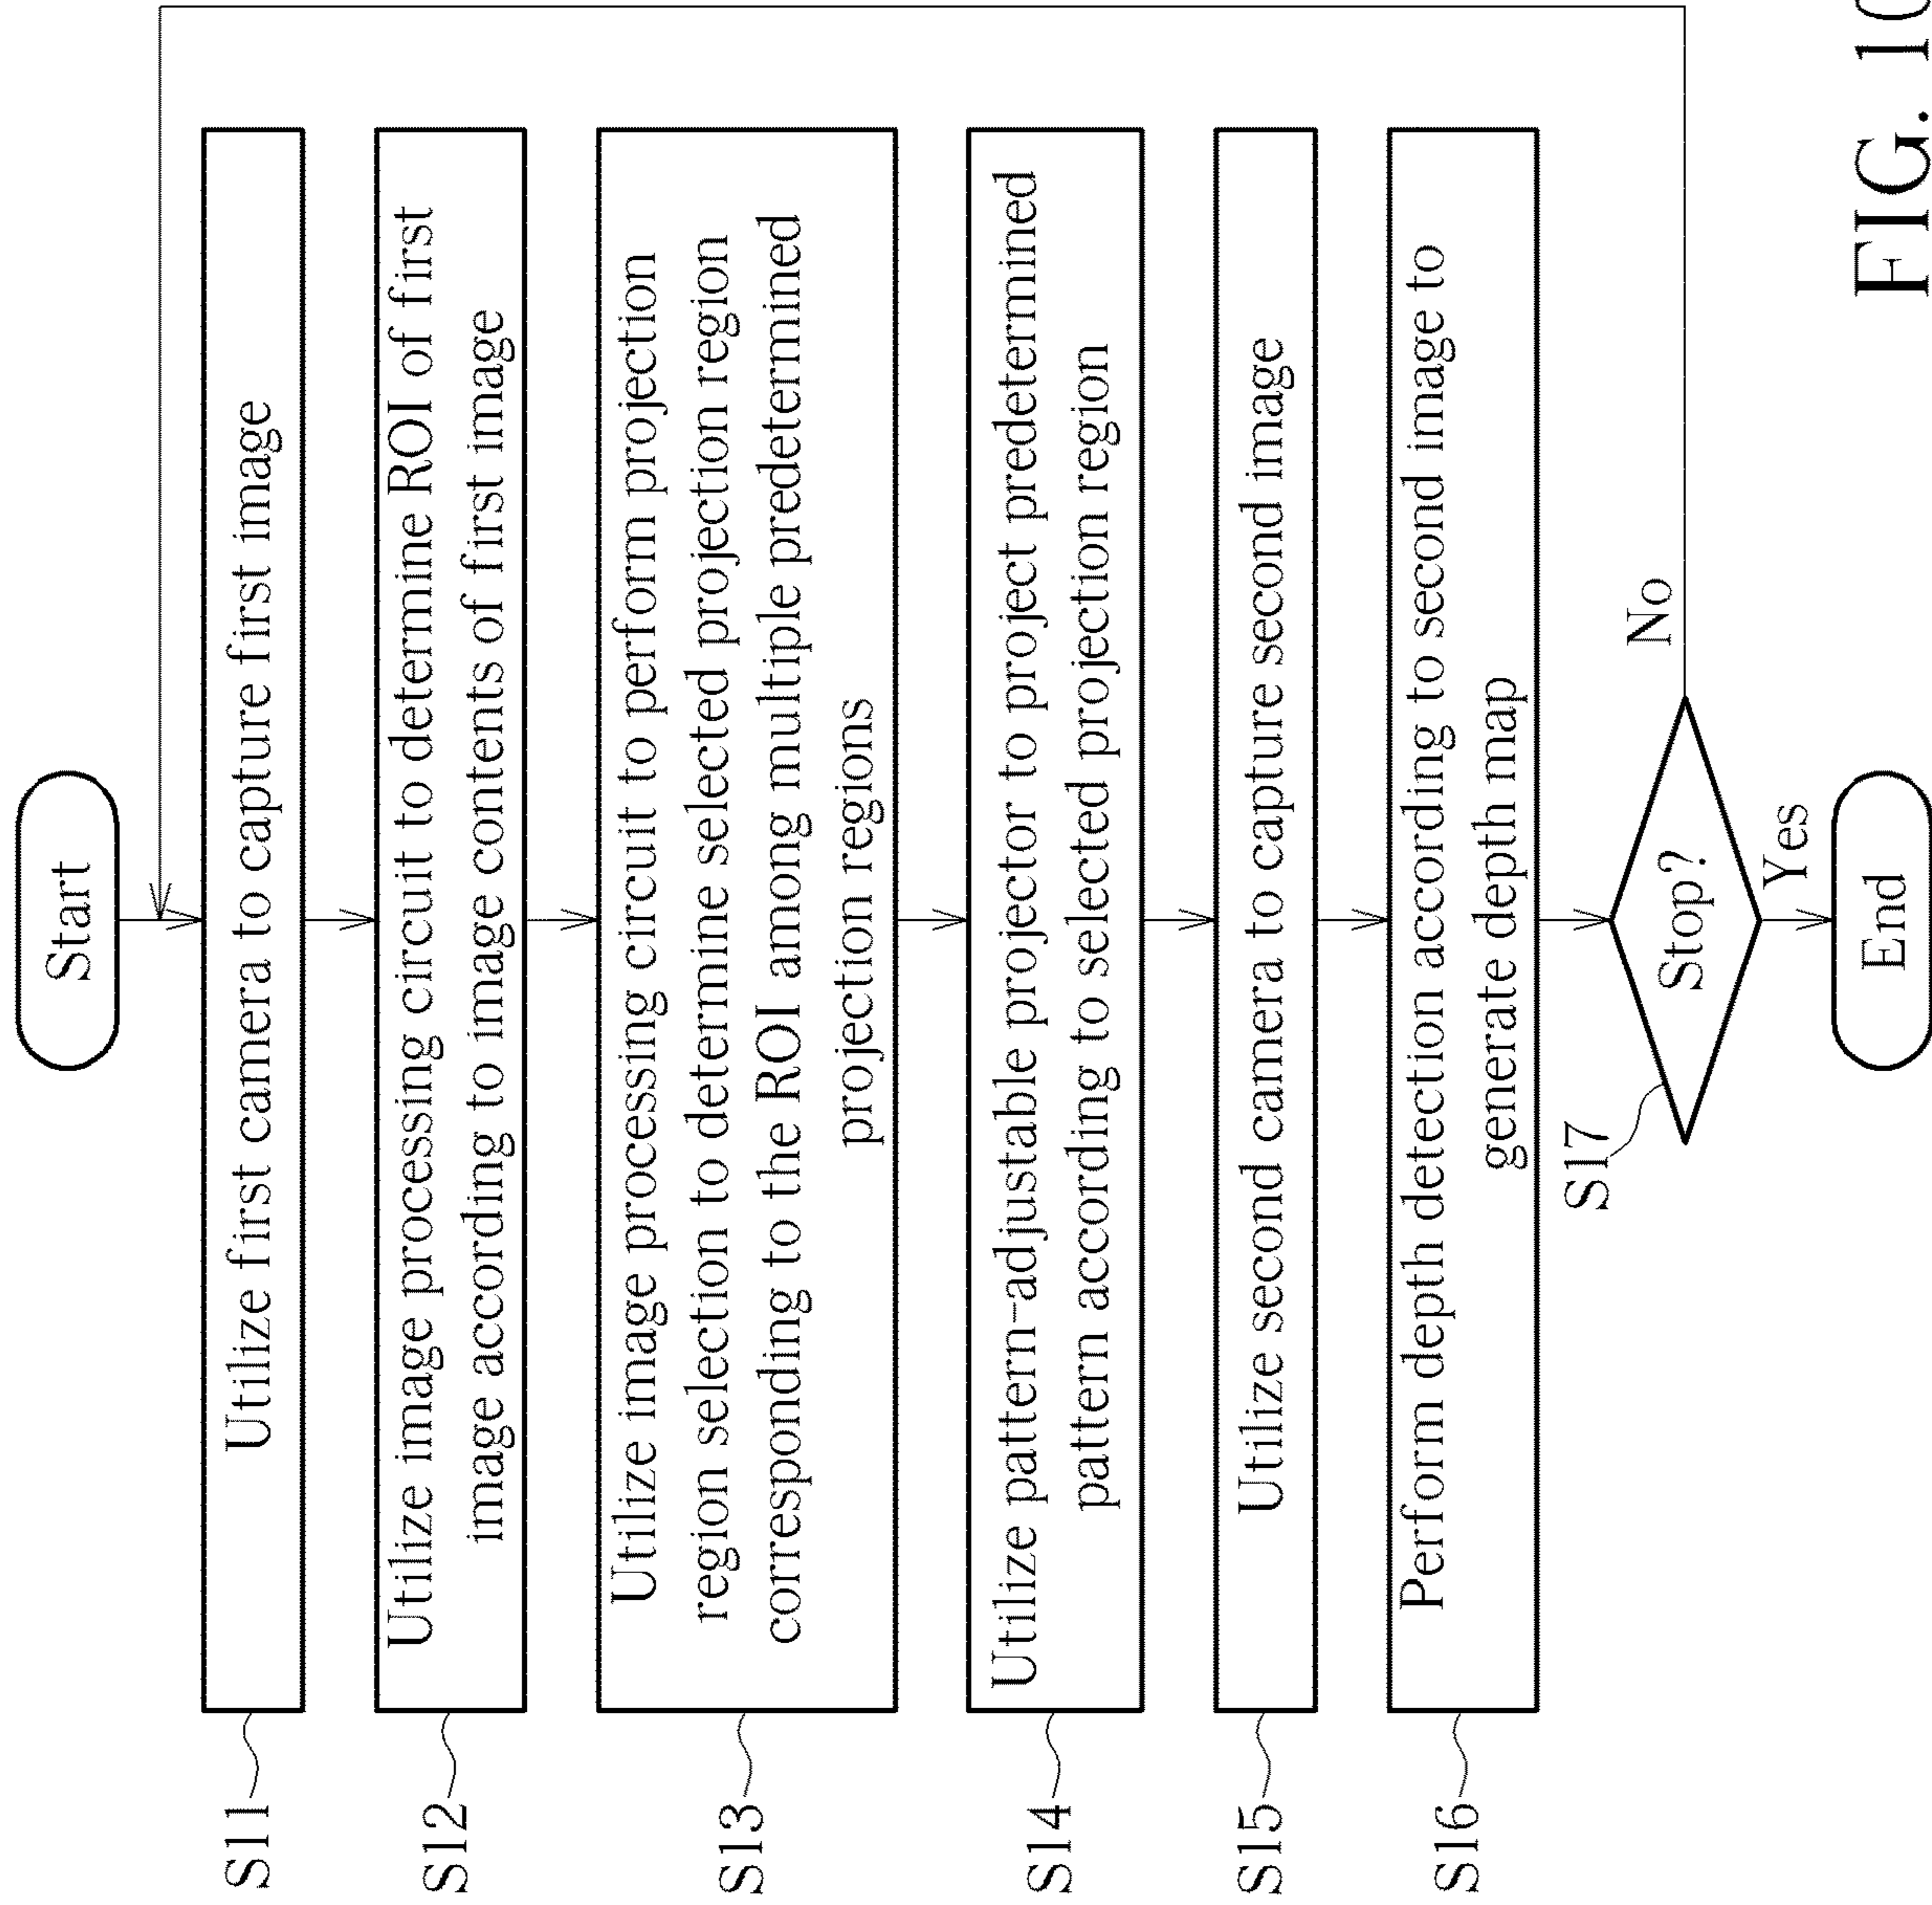 Start
S11
Utilize first camera to capture first image
S12
Utilize image processing circuit to determine ROI of first
image according to image contents of first image
S13
Utilize image processing circuit to perform projection
region selection to determine selected projection region
corresponding to the ROI among multiple predetermined
projection regions
S14
Utilize pattern-adjustable projector to project predetermined
pattern according to selected projection region
S15
Utilize second camera to capture second image
S16
Perform depth detection according to second image to
generate depth map
S17
Stop?
No
Yes
End
FIG. 10